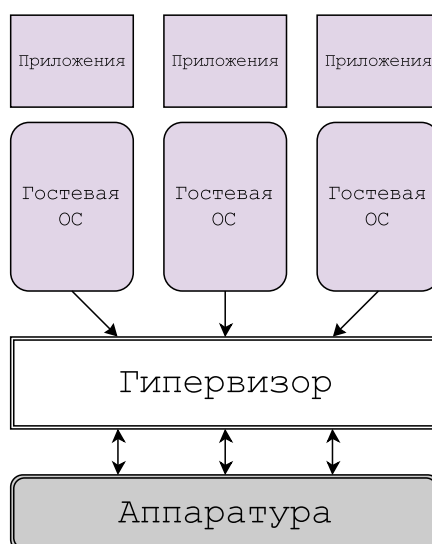 Приложения
Приложения
Приложения
Гостевая
ОС
Гостевая
ОС
Гостевая
ОС
Гипервизор
Аппаратура